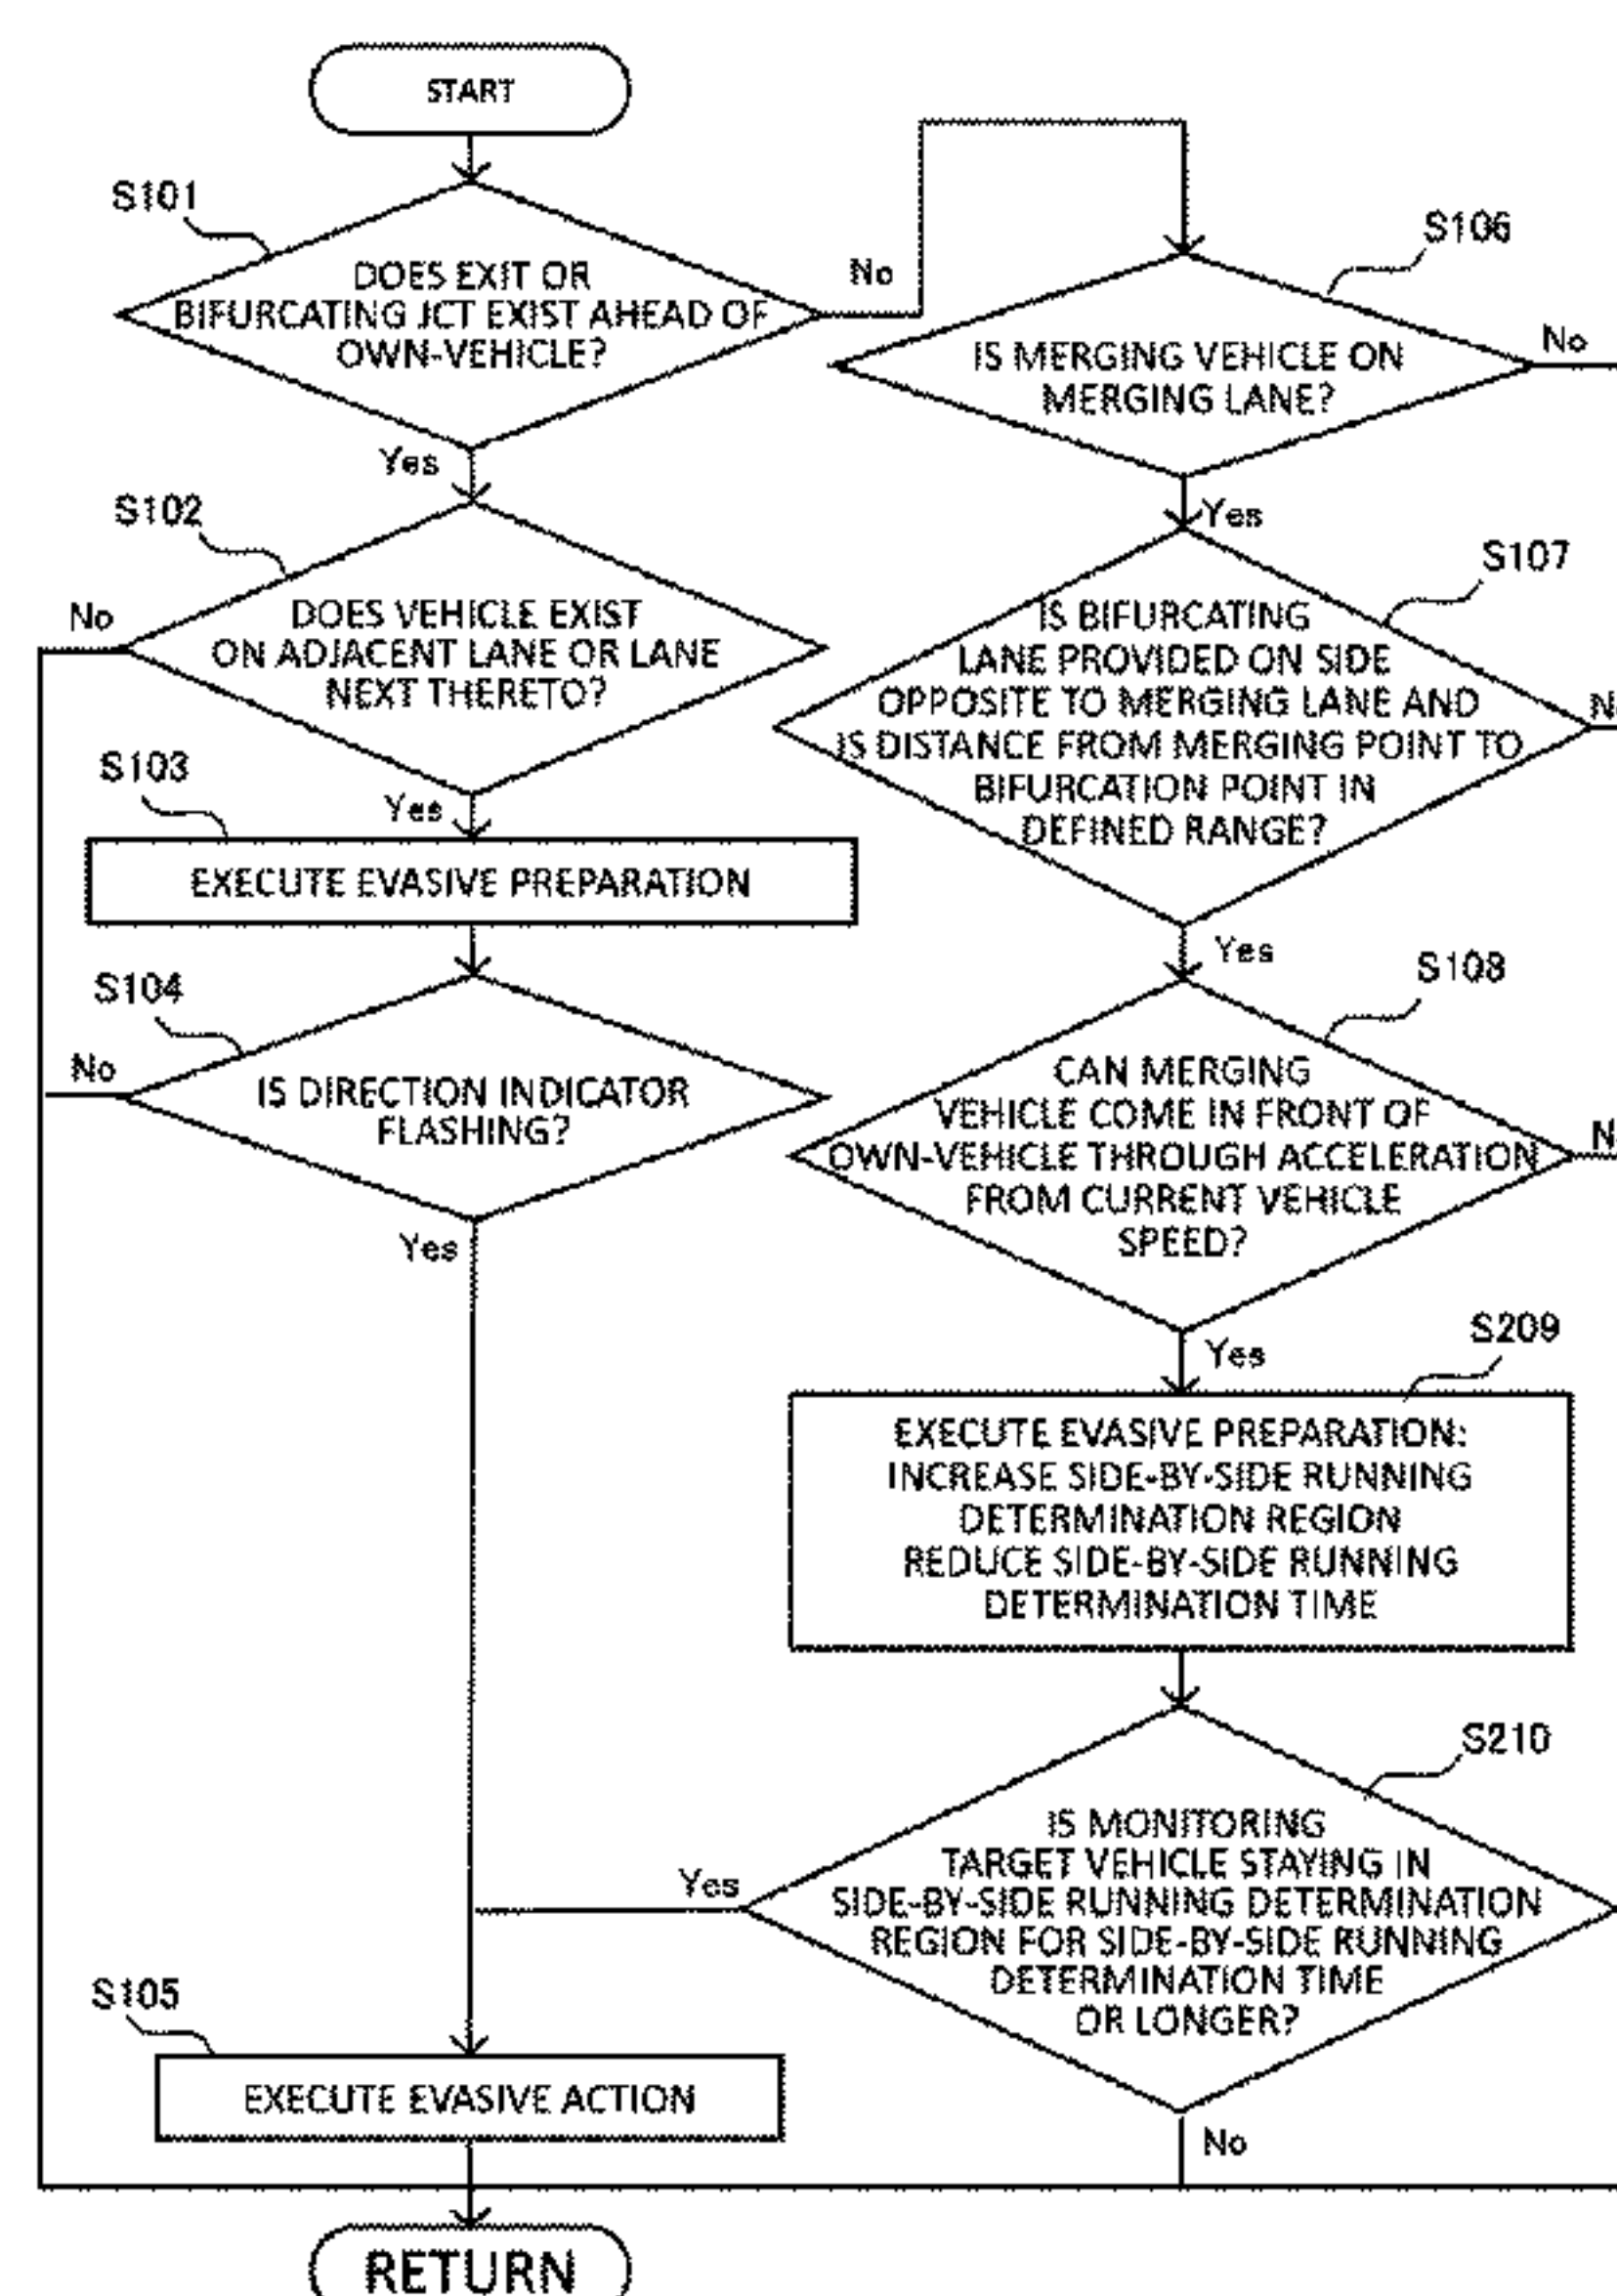 START
S101
DOES EXIT OR
BIFURCATING JCT EXIST AHEAD OF
OWN-VEHICLE?
No
Yes
S102
DOES VEHICLE EXIST
ON ADJACENT LANE OR LANE
NEXT THERETO?
No
Yes
S103
EXECUTE EVASIVE PREPARATION
S104
IS DIRECTION INDICATOR
FLASHING?
No
Yes
S105
EXECUTE EVASIVE ACTION
RETURN
S106
IS MERGING VEHICLE ON
MERGING LANE?
No
Yes
S107
IS BIFURCATING
LANE PROVIDED ON SIDE
OPPOSITE TO MERGING LANE AND
IS DISTANCE FROM MERGING POINT TO
BIFURCATION POINT IN
DEFINED RANGE?
Yes
S108
CAN MERGING
VEHICLE COME IN FRONT OF
OWN-VEHICLE THROUGH ACCELERATION
FROM CURRENT VEHICLE
SPEED?
Yes
S209
EXECUTE EVASIVE PREPARATION:
INCREASE SIDE-BY-SIDE RUNNING
DETERMINATION REGION
REDUCE SIDE-BY-SIDE RUNNING
DETERMINATION TIME
S210
IS MONITORING
TARGET VEHICLE STAYING IN
SIDE-BY-SIDE RUNNING DETERMINATION
REGION FOR SIDE-BY-SIDE RUNNING
DETERMINATION TIME
OR LONGER?
Yes
No